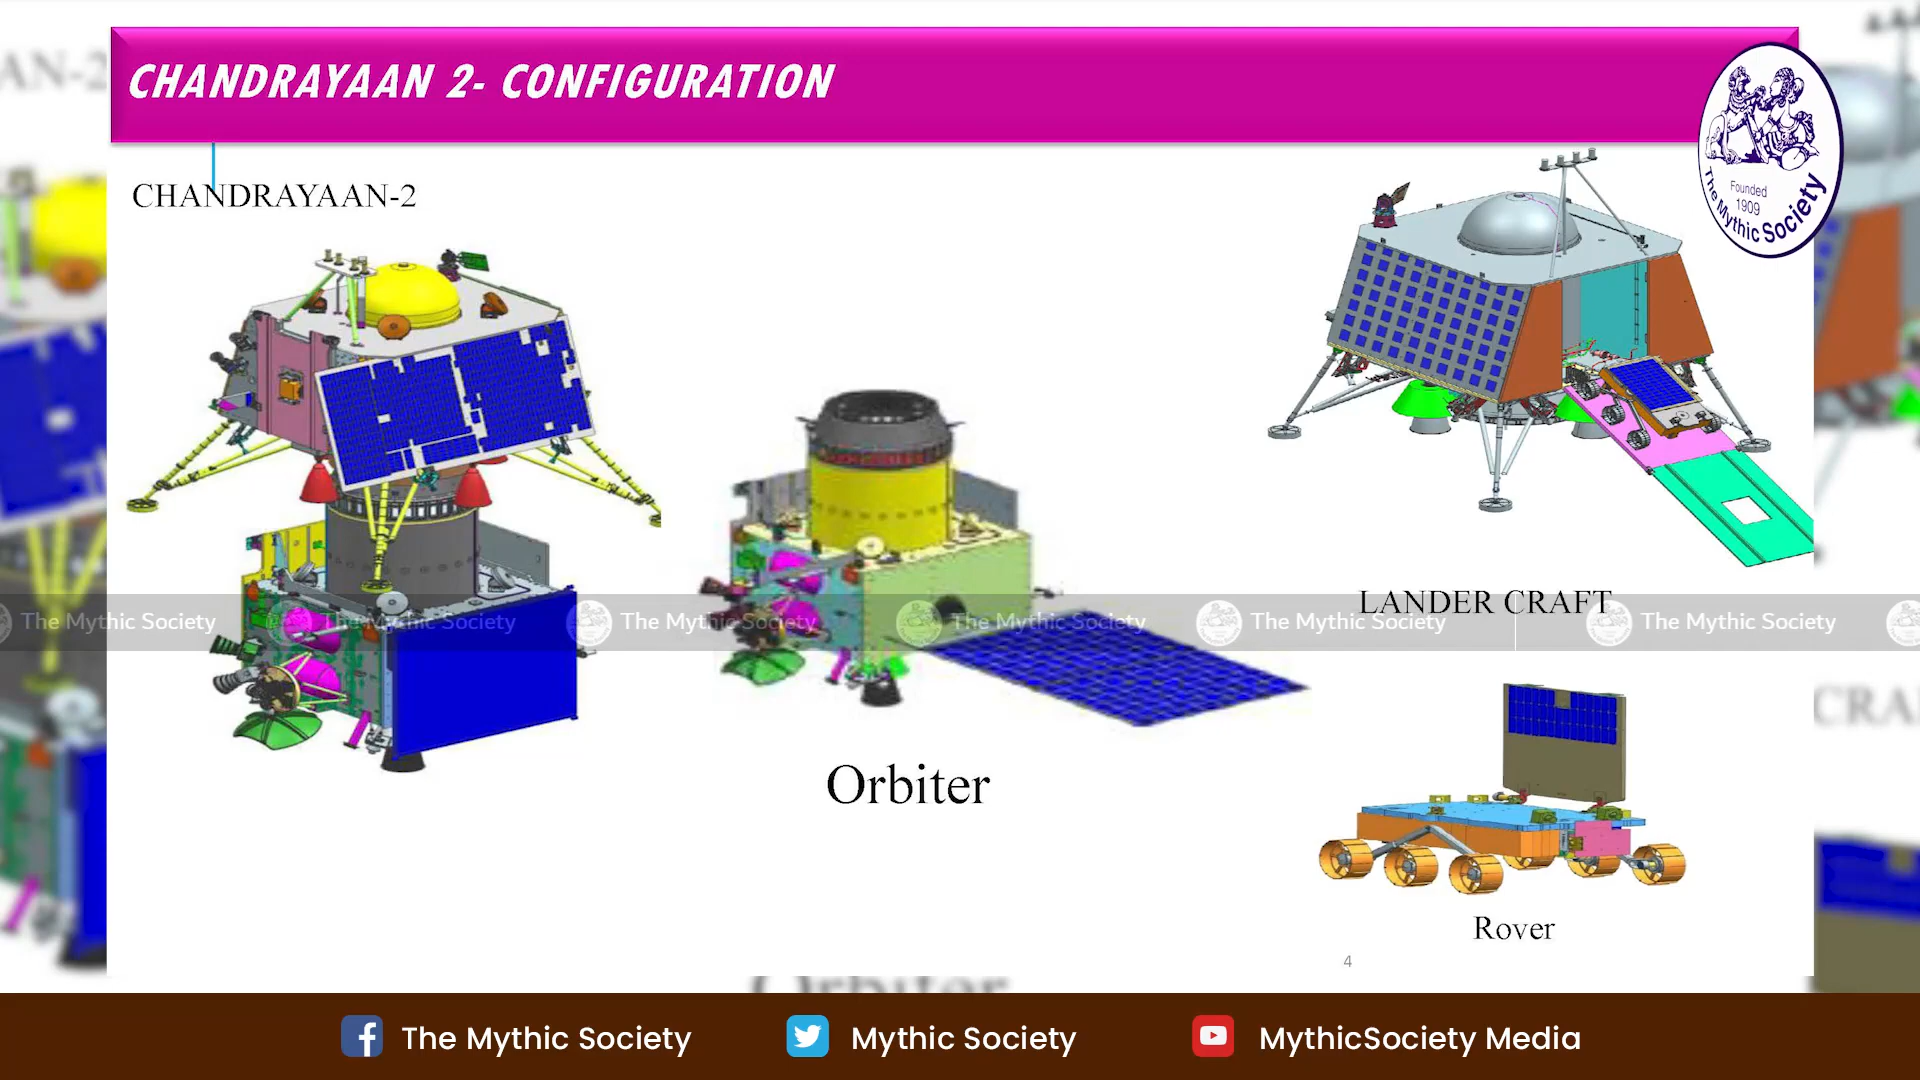 CHANDRAYAAN 2- CONFIGURATION
Founded
1909
The Mythic Society
CHANDRAYAAN-2
LANDER CRAFT
The Mythic Society
The Mythic Society
The Mythic Society
The Mythic Society
The Mythic Society
The Mythic Society
Orbiter
Rover
4
The Mythic Society
Mythic Society
MythicSociety Media